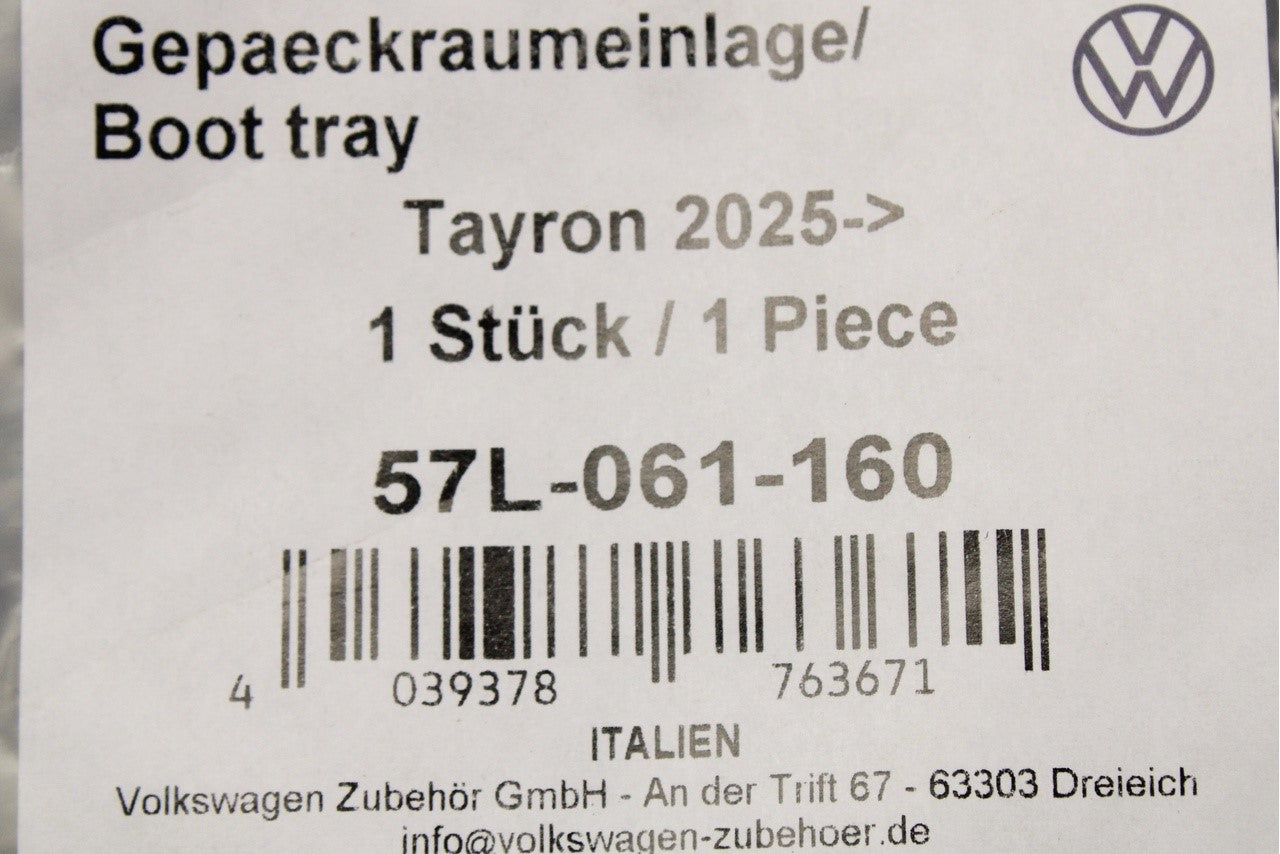 Gepaeckraumeinlage/
Boot tray
Tayron 2025->
1 Stück / 1 Piece
57L-061-160
4 039378 763671
ITALIEN
Volkswagen Zubehör GmbH - An der Trift 67 - 63303 Dreieich
info@volkswagen-zubehoer.de